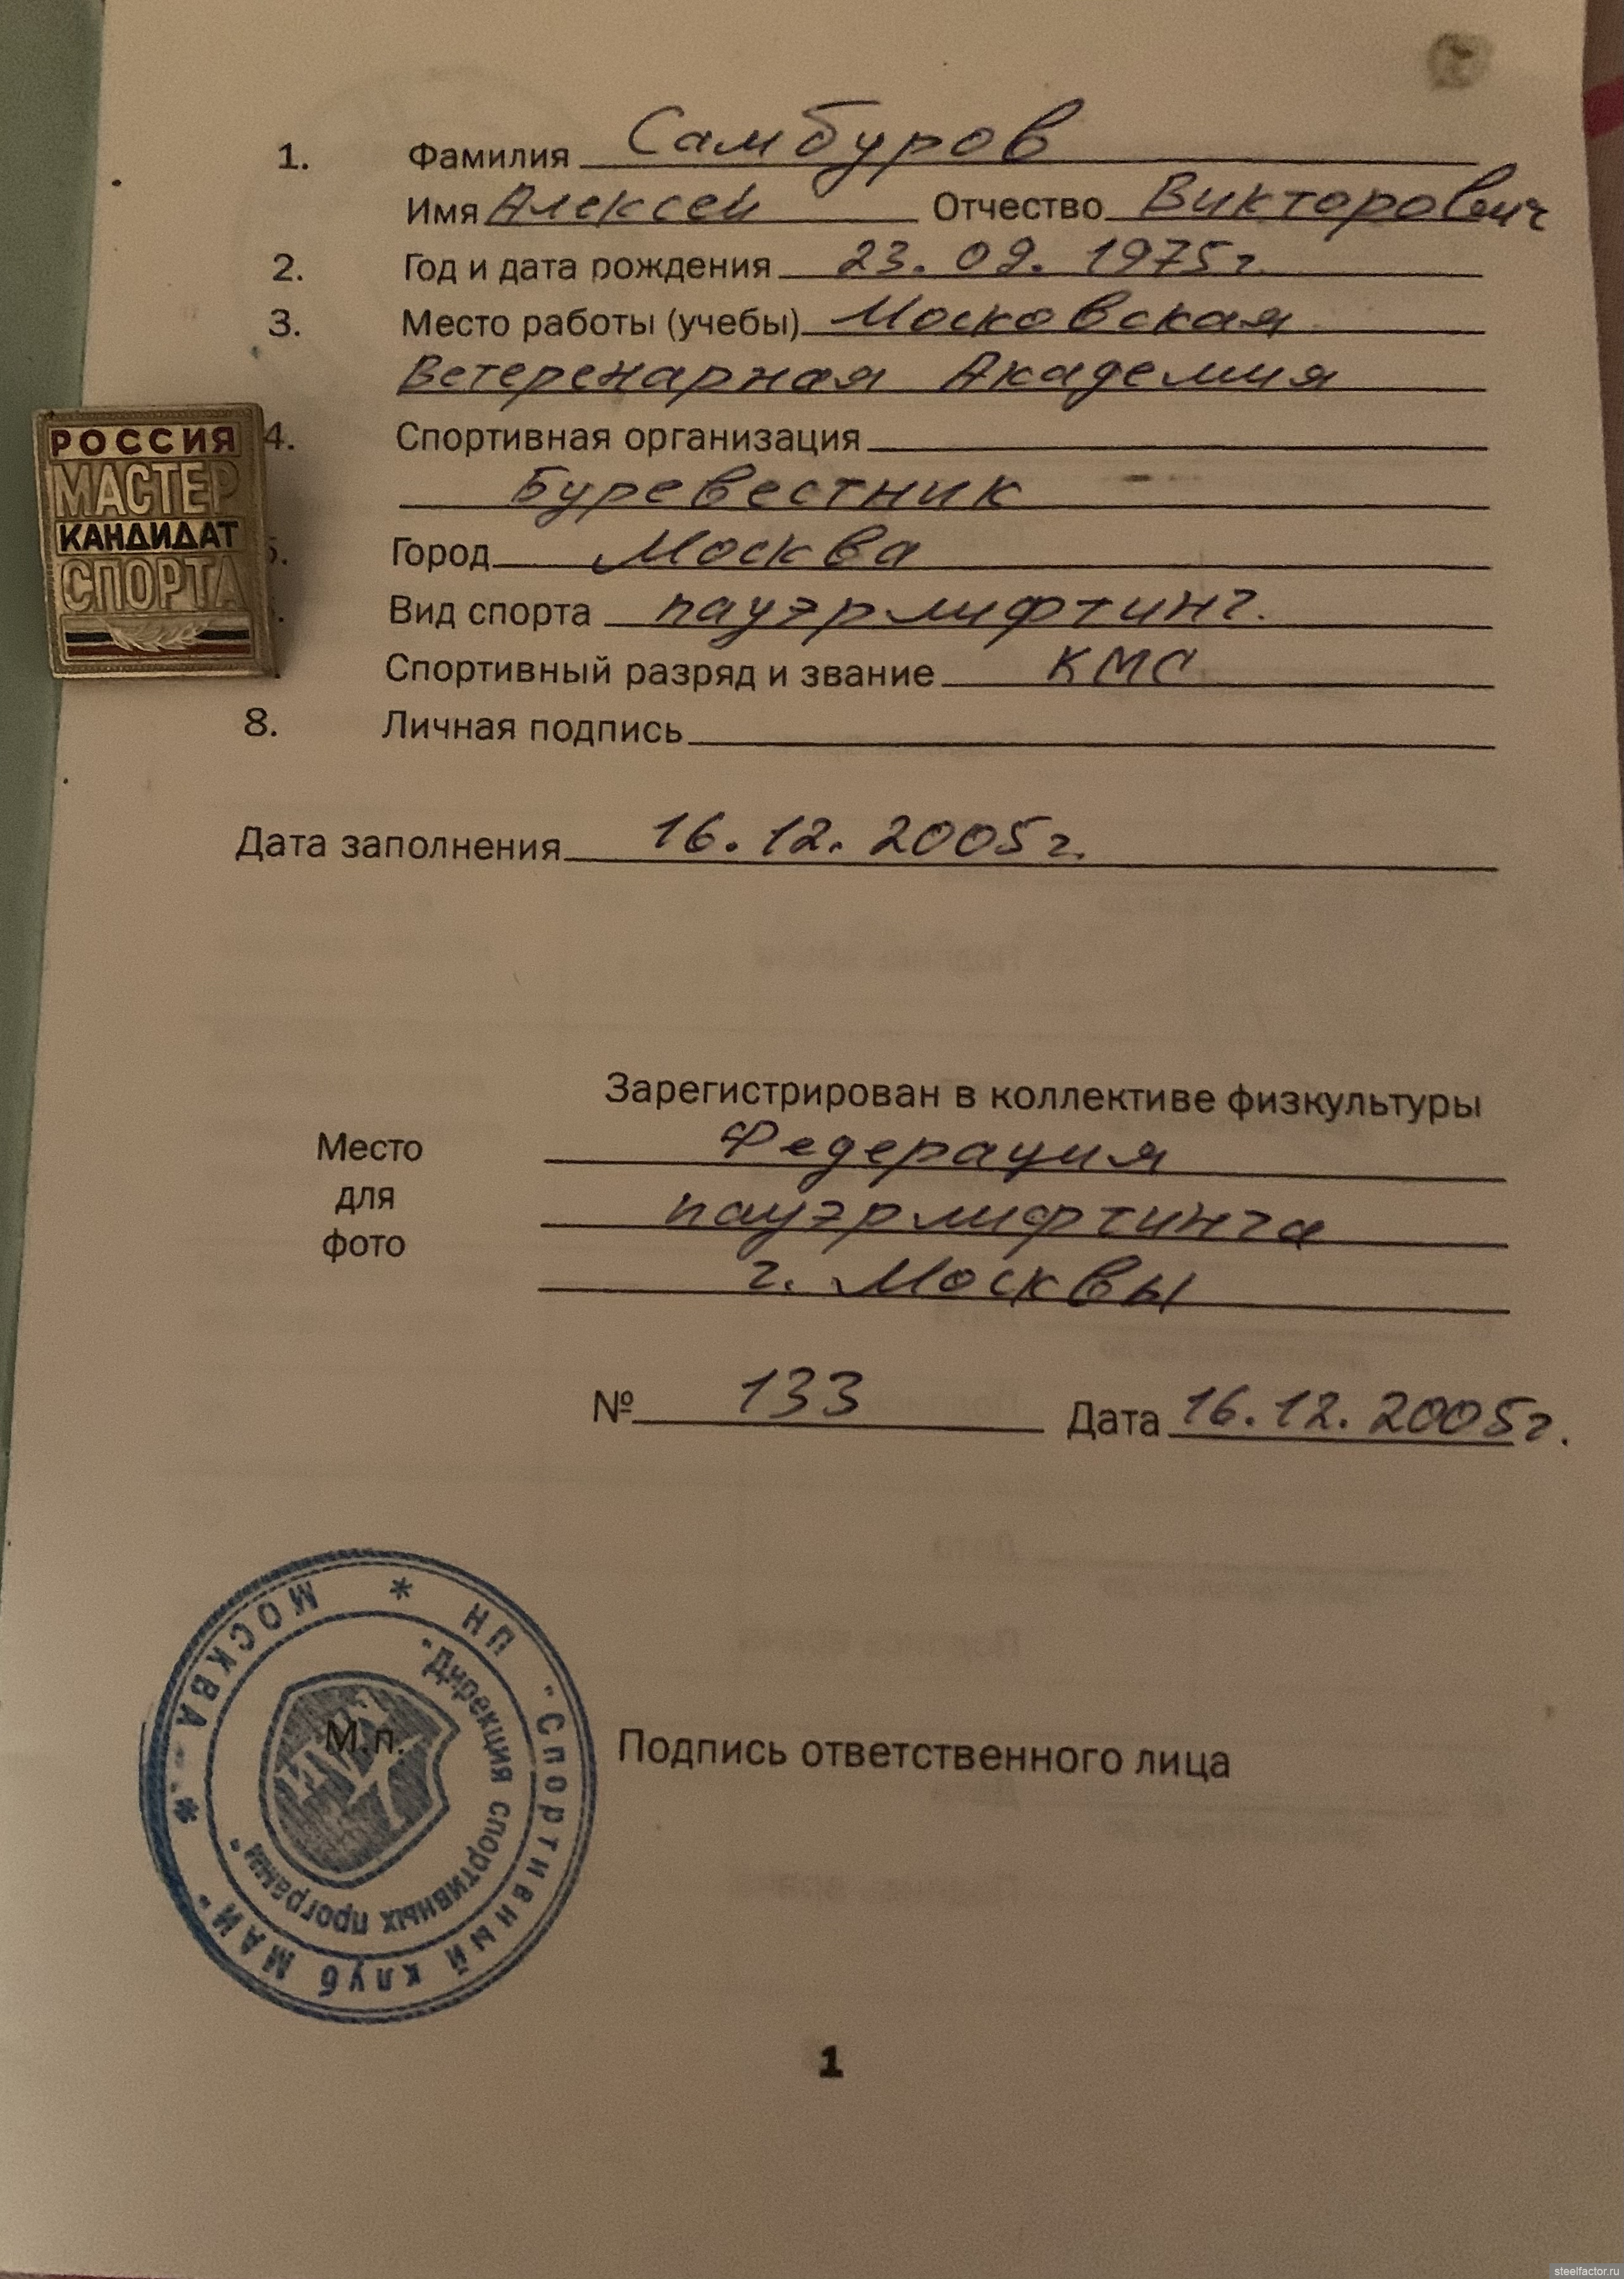 1. Фамилия Самбуров
Имя Алексей Отчество Викторович
2. Год и дата рождения 23.09.1975г.
3. Место работы (учебы) Московская
Ветеренарная Академия
4. Спортивная организация
Буревестник
5. Город Москва
Вид спорта пауэрлифтинг.
Спортивный разряд и звание КМС
8. Личная подпись
РОССИЯ
МАСТЕР
КАНДИДАТ
СПОРТА
Дата заполнения 16.12.2005г.
Зарегистрирован в коллективе физкультуры
Место
для
фото
Федерация
пауэрлифтинга
г. Москвы
№ 133 Дата 16.12.2005г.
* МОСКВА * НП "Спортивный клуб МАИ"
"Дирекция спортивных программ"
М.п.
Подпись ответственного лица
1
steelfactor.ru